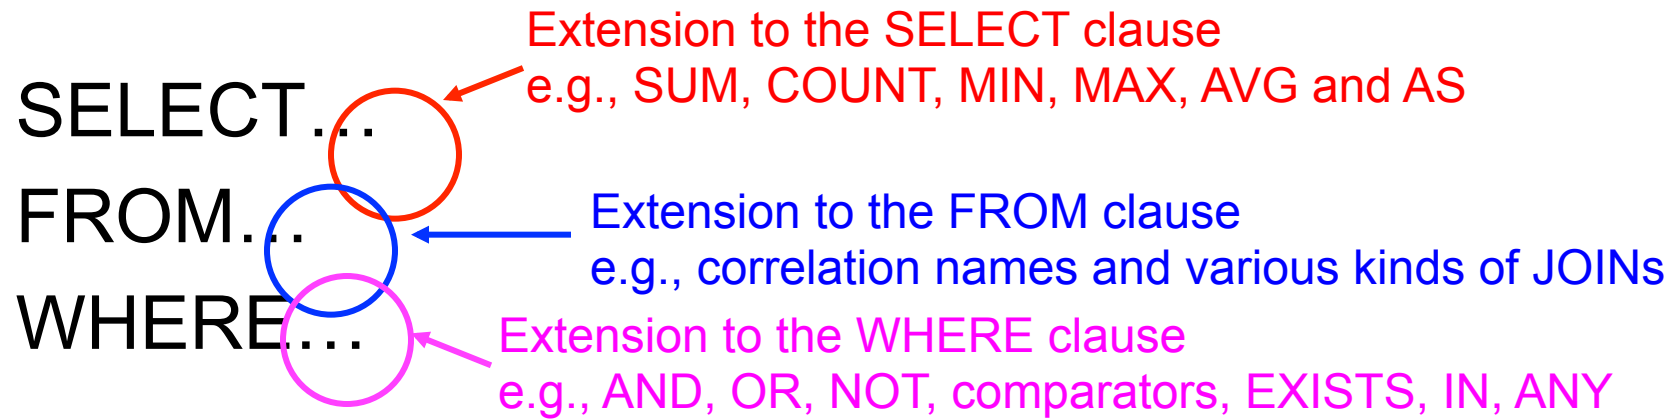 Extension to the SELECT clause
e.g., SUM, COUNT, MIN, MAX, AVG and AS
SELECT…
FROM…
Extension to the FROM clause
e.g., correlation names and various kinds of JOINs
WHERE…
Extension to the WHERE clause
e.g., AND, OR, NOT, comparators, EXISTS, IN, ANY